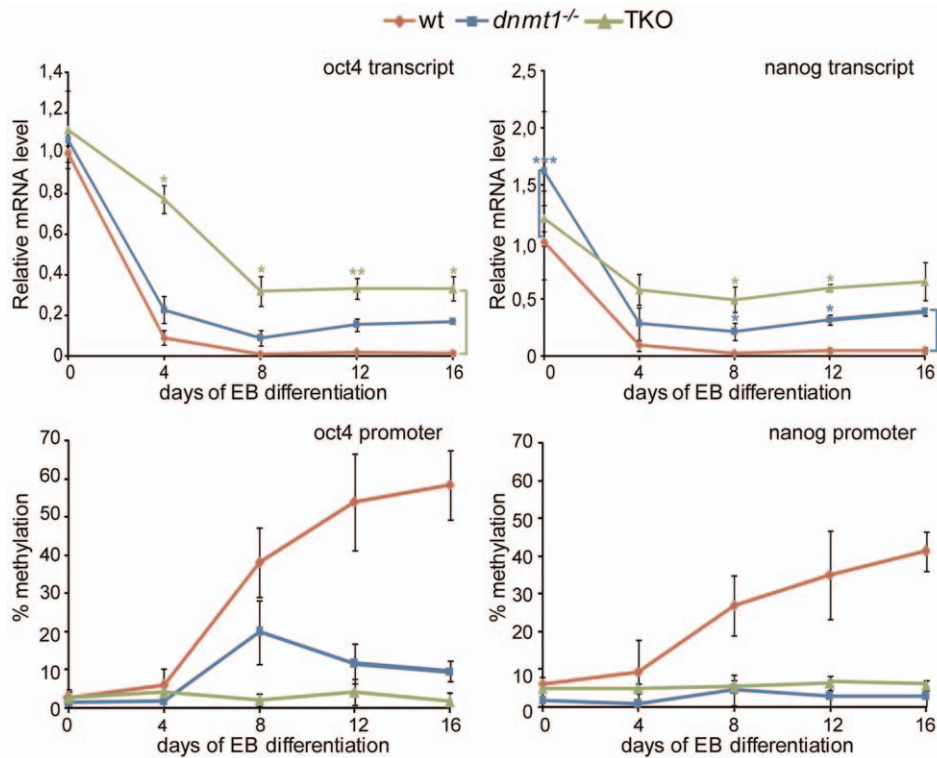 wt dnmt1-/- TKO
oct4 transcript
Relative mRNA level
1,4
1,2
1,0
0,8
0,6
0,4
0,2
0
*
*
**
*
0 4 8 12 16
days of EB differentiation
nanog transcript
Relative mRNA level
2,5
2,0
1,5
1,0
0,5
0
***
*
*
*
*
0 4 8 12 16
days of EB differentiation
oct4 promoter
% methylation
70
60
50
40
30
20
10
0
0 4 8 12 16
days of EB differentiation
nanog promoter
% methylation
70
60
50
40
30
20
10
0
0 4 8 12 16
days of EB differentiation